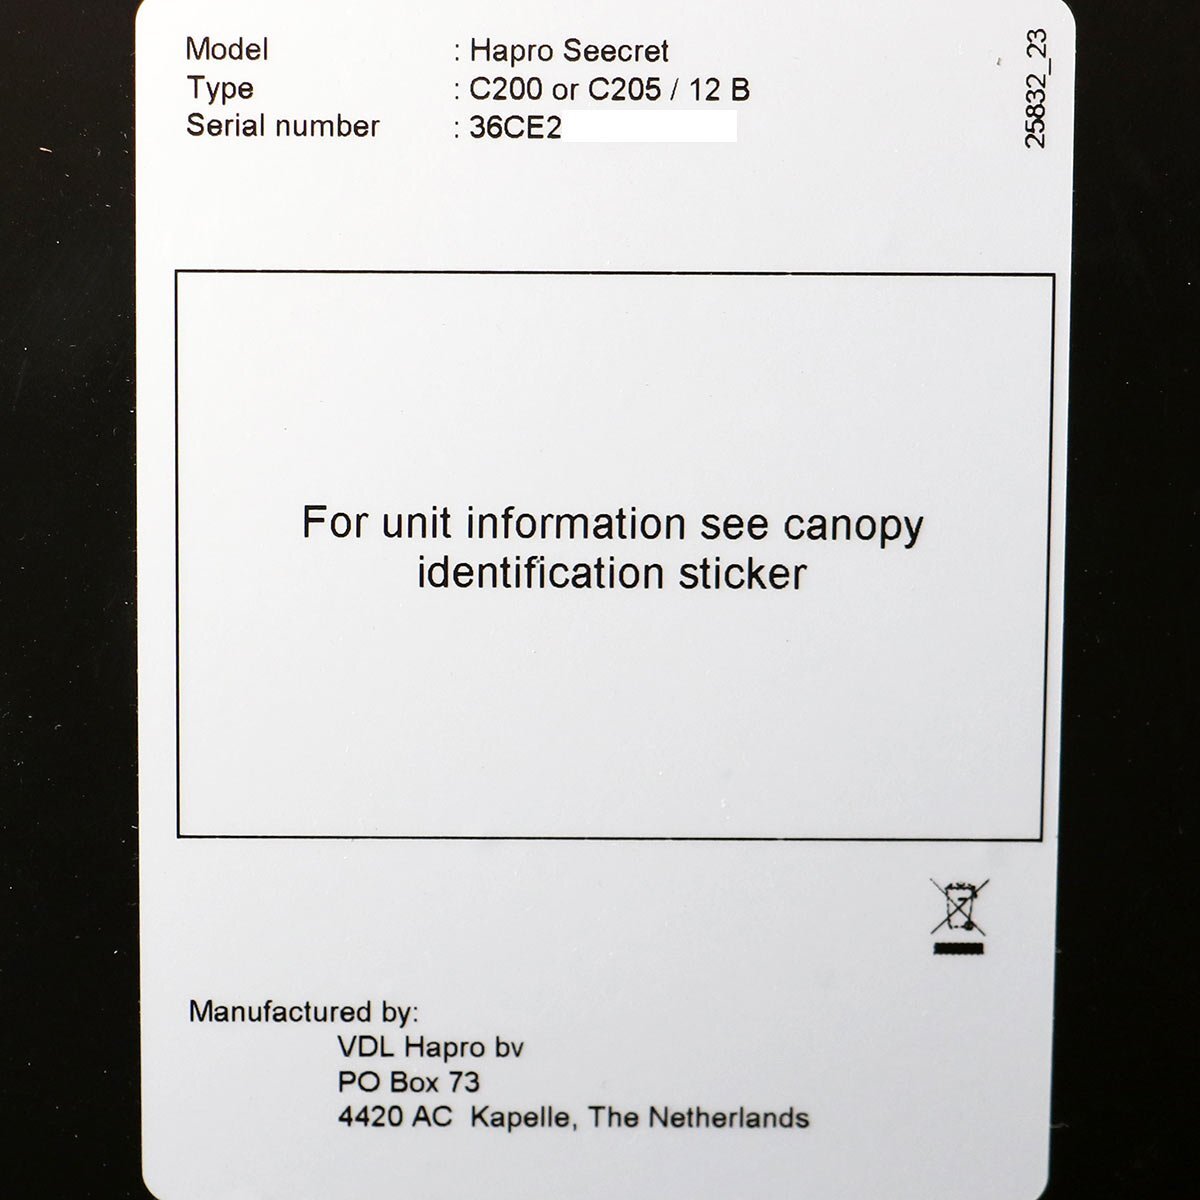 Model : Hapro Seecret
Type : C200 or C205 / 12 B
Serial number : 36CE2
25832_23
For unit information see canopy
identification sticker
Manufactured by:
VDL Hapro bv
PO Box 73
4420 AC Kapelle, The Netherlands